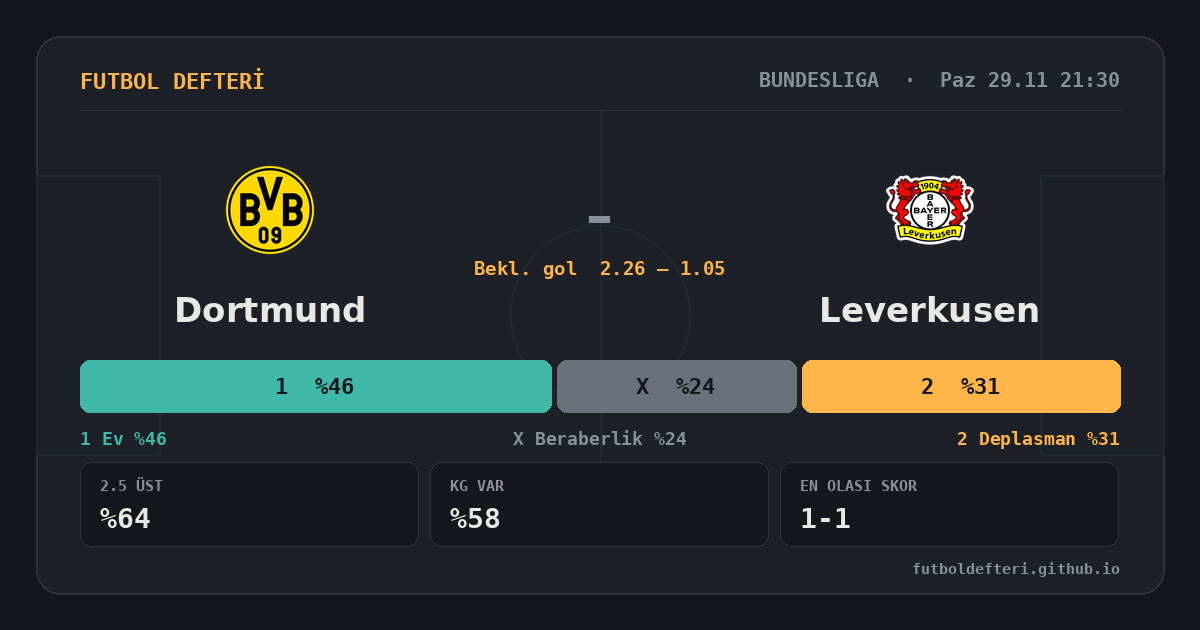 FUTBOL DEFTERİ
BUNDESLIGA · Paz 29.11 21:30
BVB
09
1904
BAYER
BAYER
Leverkusen
–
Bekl. gol 2.26 – 1.05
Dortmund
Leverkusen
1 %46
X %24
2 %31
1 Ev %46
X Beraberlik %24
2 Deplasman %31
2.5 ÜST
%64
KG VAR
%58
EN OLASI SKOR
1-1
futboldefteri.github.io